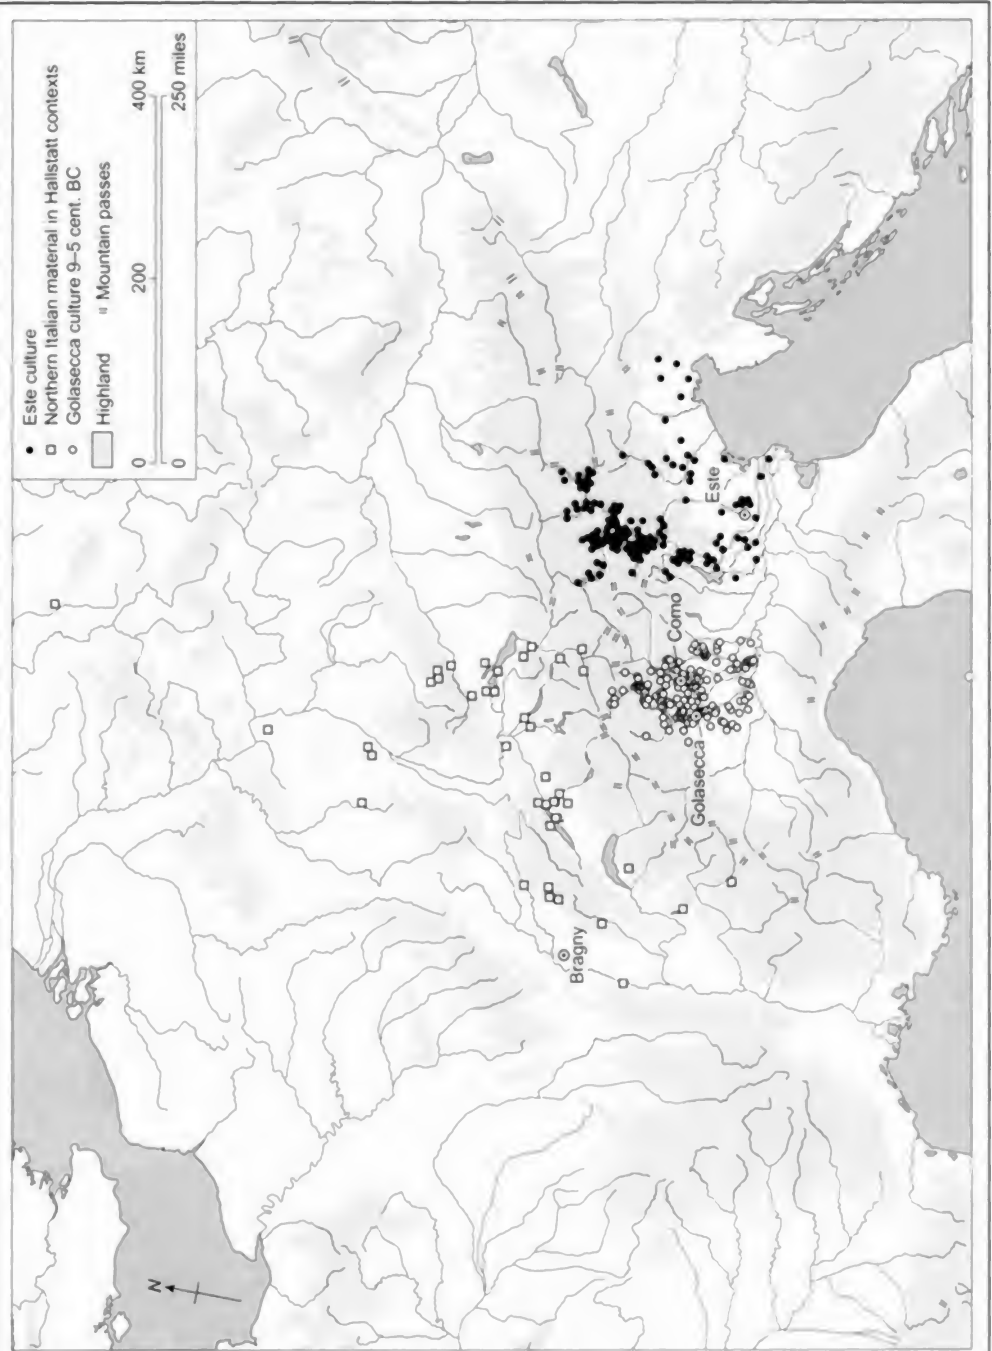 Este culture
Northern Italian material in Hallstatt contexts
Golasecca culture 9–5 cent. BC
Highland
Mountain passes
0 200 400 km
0 250 miles
N
Bragny
Golasecca
Como
Este